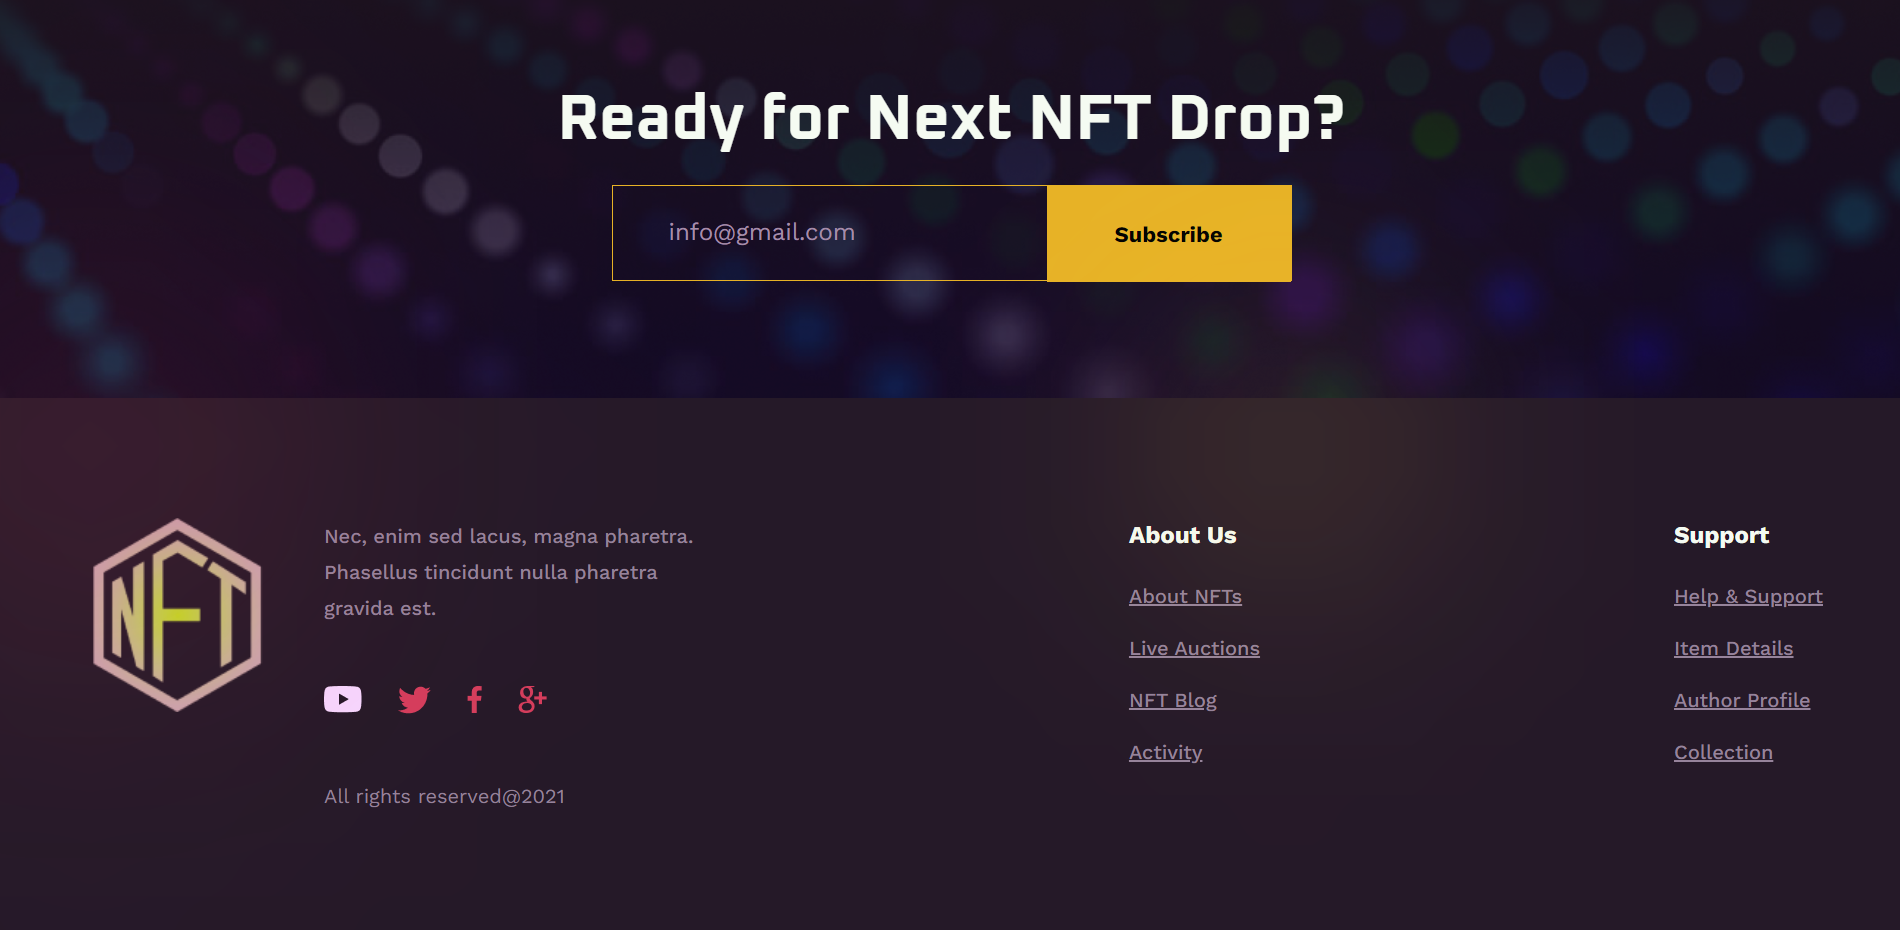 Ready for Next NFT Drop?
info@gmail.com
Subscribe
NFT
Nec, enim sed lacus, magna pharetra.
Phasellus tincidunt nulla pharetra
gravida est.
All rights reserved@2021
About Us
About NFTs
Live Auctions
NFT Blog
Activity
Support
Help & Support
Item Details
Author Profile
Collection